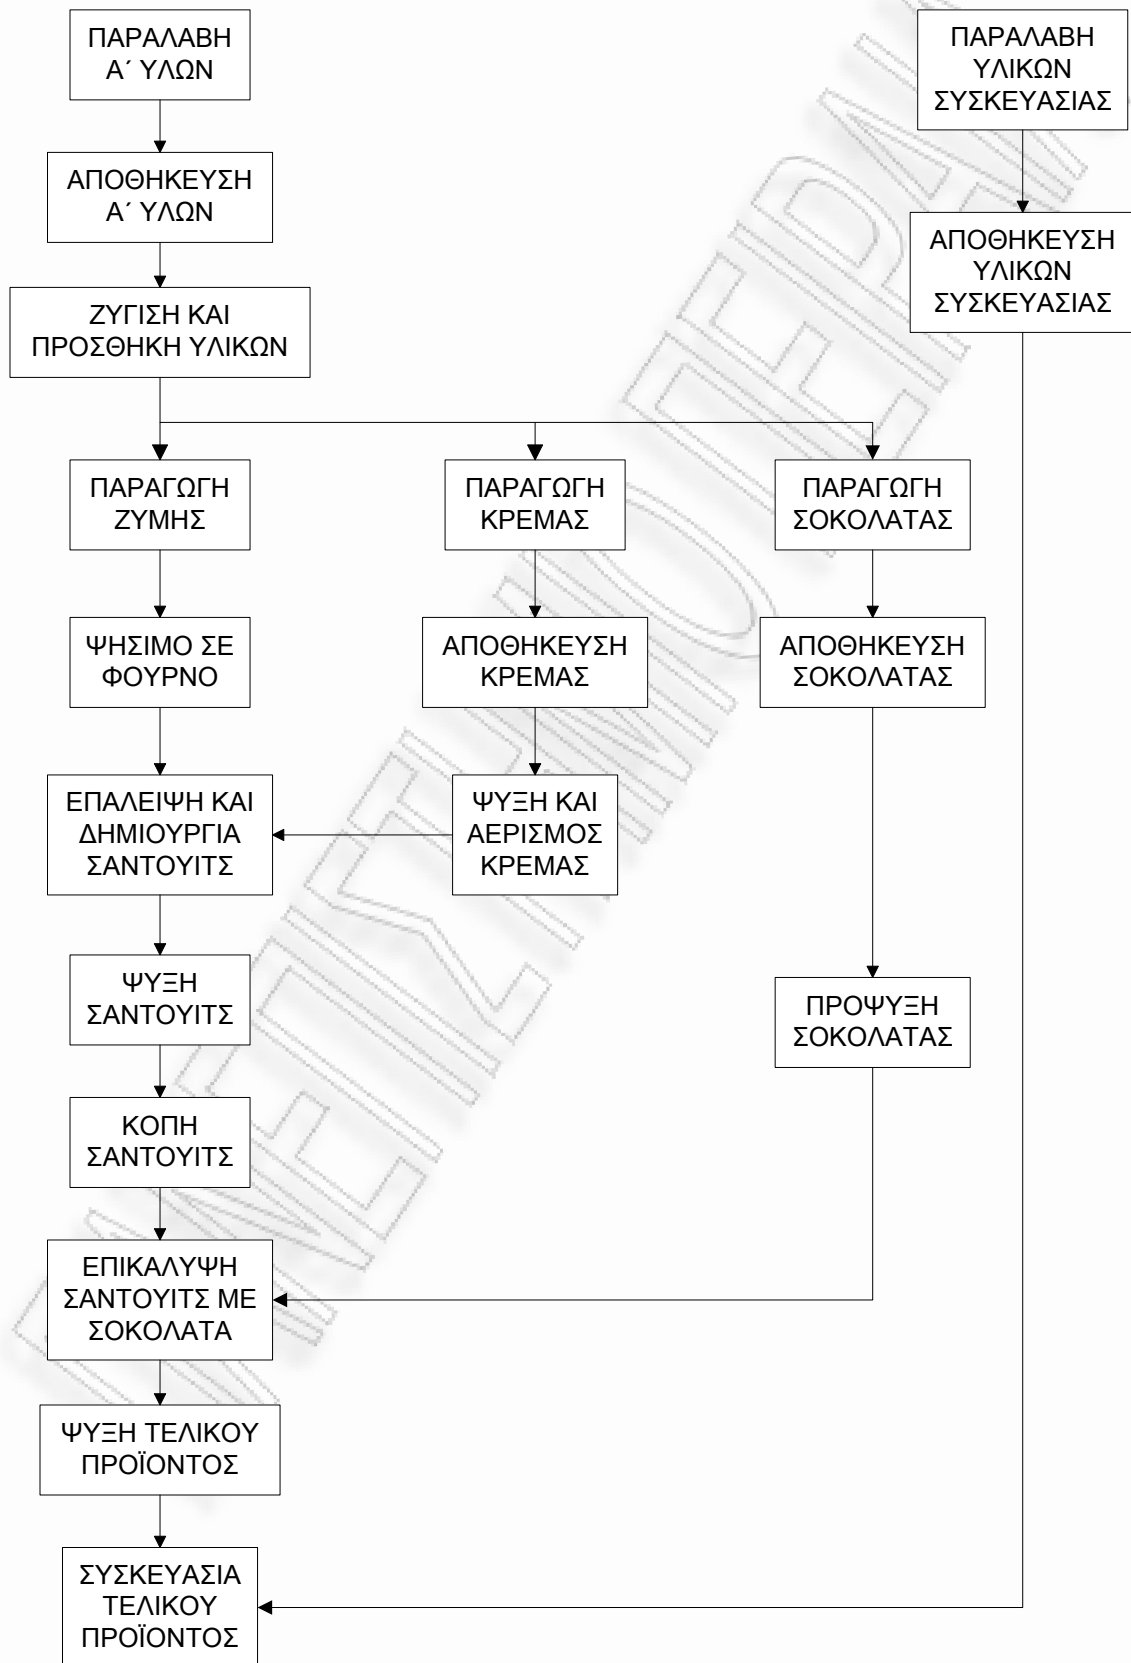 ΠΑΡΑΛΑΒΗ
Α΄ ΥΛΩΝ
ΠΑΡΑΛΑΒΗ
ΥΛΙΚΩΝ
ΣΥΣΚΕΥΑΣΙΑΣ
ΑΠΟΘΗΚΕΥΣΗ
Α΄ ΥΛΩΝ
ΑΠΟΘΗΚΕΥΣΗ
ΥΛΙΚΩΝ
ΣΥΣΚΕΥΑΣΙΑΣ
ΖΥΓΙΣΗ ΚΑΙ
ΠΡΟΣΘΗΚΗ ΥΛΙΚΩΝ
ΠΑΡΑΓΩΓΗ
ΖΥΜΗΣ
ΠΑΡΑΓΩΓΗ
ΚΡΕΜΑΣ
ΠΑΡΑΓΩΓΗ
ΣΟΚΟΛΑΤΑΣ
ΨΗΣΙΜΟ ΣΕ
ΦΟΥΡΝΟ
ΑΠΟΘΗΚΕΥΣΗ
ΚΡΕΜΑΣ
ΑΠΟΘΗΚΕΥΣΗ
ΣΟΚΟΛΑΤΑΣ
ΕΠΑΛΕΙΨΗ ΚΑΙ
ΔΗΜΙΟΥΡΓΙΑ
ΣΑΝΤΟΥΙΤΣ
ΨΥΞΗ ΚΑΙ
ΑΕΡΙΣΜΟΣ
ΚΡΕΜΑΣ
ΨΥΞΗ
ΣΑΝΤΟΥΙΤΣ
ΠΡΟΨΥΞΗ
ΣΟΚΟΛΑΤΑΣ
ΚΟΠΗ
ΣΑΝΤΟΥΙΤΣ
ΕΠΙΚΑΛΥΨΗ
ΣΑΝΤΟΥΙΤΣ ΜΕ
ΣΟΚΟΛΑΤΑ
ΨΥΞΗ ΤΕΛΙΚΟΥ
ΠΡΟΪΟΝΤΟΣ
ΣΥΣΚΕΥΑΣΙΑ
ΤΕΛΙΚΟΥ
ΠΡΟΪΟΝΤΟΣ